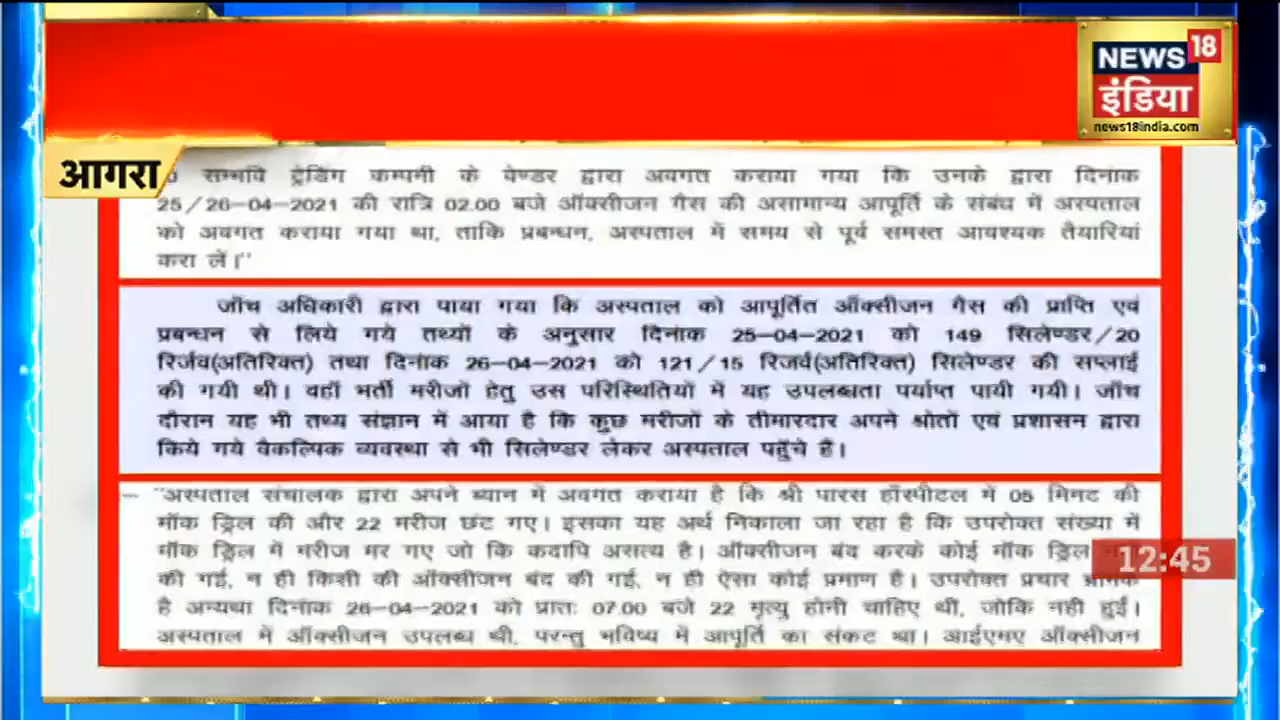 NEWS 18
इंडिया
news18india.com
आगरा
सम्भवि ट्रेडिंग कम्पनी के वेण्डर द्वारा अवगत कराया गया कि उनके द्वारा दिनांक
25/26-04-2021 की रात्रि 02.00 बजे ऑक्सीजन गैस की असामान्य आपूर्ति के संबंध में अस्पताल
को अवगत कराया गया था, ताकि प्रबन्धन, अस्पताल में समय से पूर्व समस्त आवश्यक तैयारियां
करा लें।"
जाँच अधिकारी द्वारा पाया गया कि अस्पताल को आपूर्तित ऑक्सीजन गैस की प्राप्ति एवं
प्रबन्धन से लिये गये तथ्यों के अनुसार दिनांक 25-04-2021 को 149 सिलेण्डर/20
रिर्जव(अतिरिक्त) तथा दिनांक 26-04-2021 को 121/15 रिजर्व(अतिरिक्त) सिलेण्डर की सप्लाई
की गयी थी। वहाँ भर्ती मरीजों हेतु उस परिस्थितियों में यह उपलब्धता पर्याप्त पायी गयी। जाँच
दौरान यह भी तथ्य संज्ञान में आया है कि कुछ मरीजों के तीमारदार अपने श्रोतों एवं प्रशासन द्वारा
किये गये वैकल्पिक व्यवस्था से भी सिलेण्डर लेकर अस्पताल पहुँचे है।
– "अस्पताल संचालक द्वारा अपने ब्यान में अवगत कराया है कि श्री पारस हॉस्पीटल में 05 मिनट की
मॉक ड्रिल की और 22 मरीज छंट गए। इसका यह अर्थ निकाला जा रहा है कि उपरोक्त संख्या में
मॉक ड्रिल में मरीज मर गए जो कि कदापि असत्य है। ऑक्सीजन बंद करके कोई मॉक ड्रिल
की गई, न ही किसी की ऑक्सीजन बंद की गई, न ही ऐसा कोई प्रमाण है। उपरोक्त प्रचार भ्रामक
है अन्यथा दिनांक 26-04-2021 को प्रातः 07.00 बजे 22 मृत्यु होनी चाहिए थी, जोकि नही हुई।
अस्पताल में ऑक्सीजन उपलब्ध थी, परन्तु भविष्य में आपूर्ति का संकट था। आईएमए ऑक्सीजन
12:45